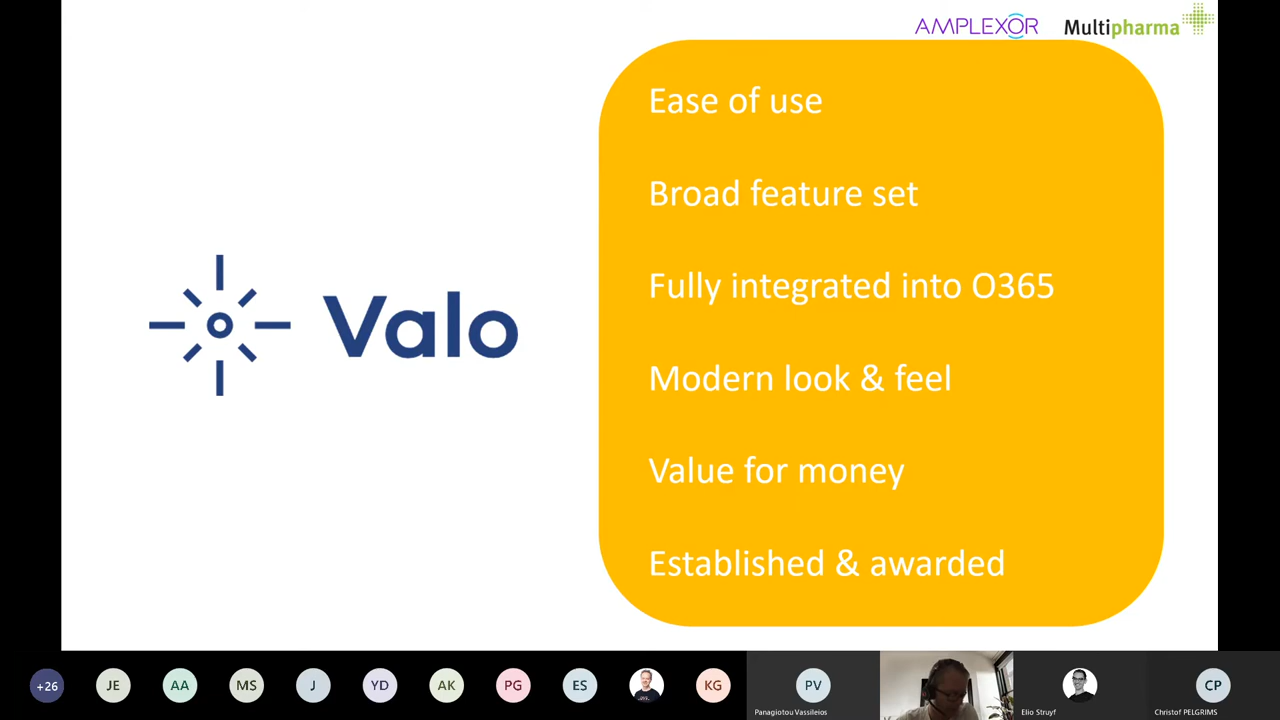 AMPLEXOR Multipharma
Ease of use
Broad feature set
Fully integrated into O365
Valo
Modern look & feel
Value for money
Established & awarded
+26 JE AA MS J YD AK PG ES KG PV CP
Panagiotou Vassileios Elio Struyf Christof PELGRIMS